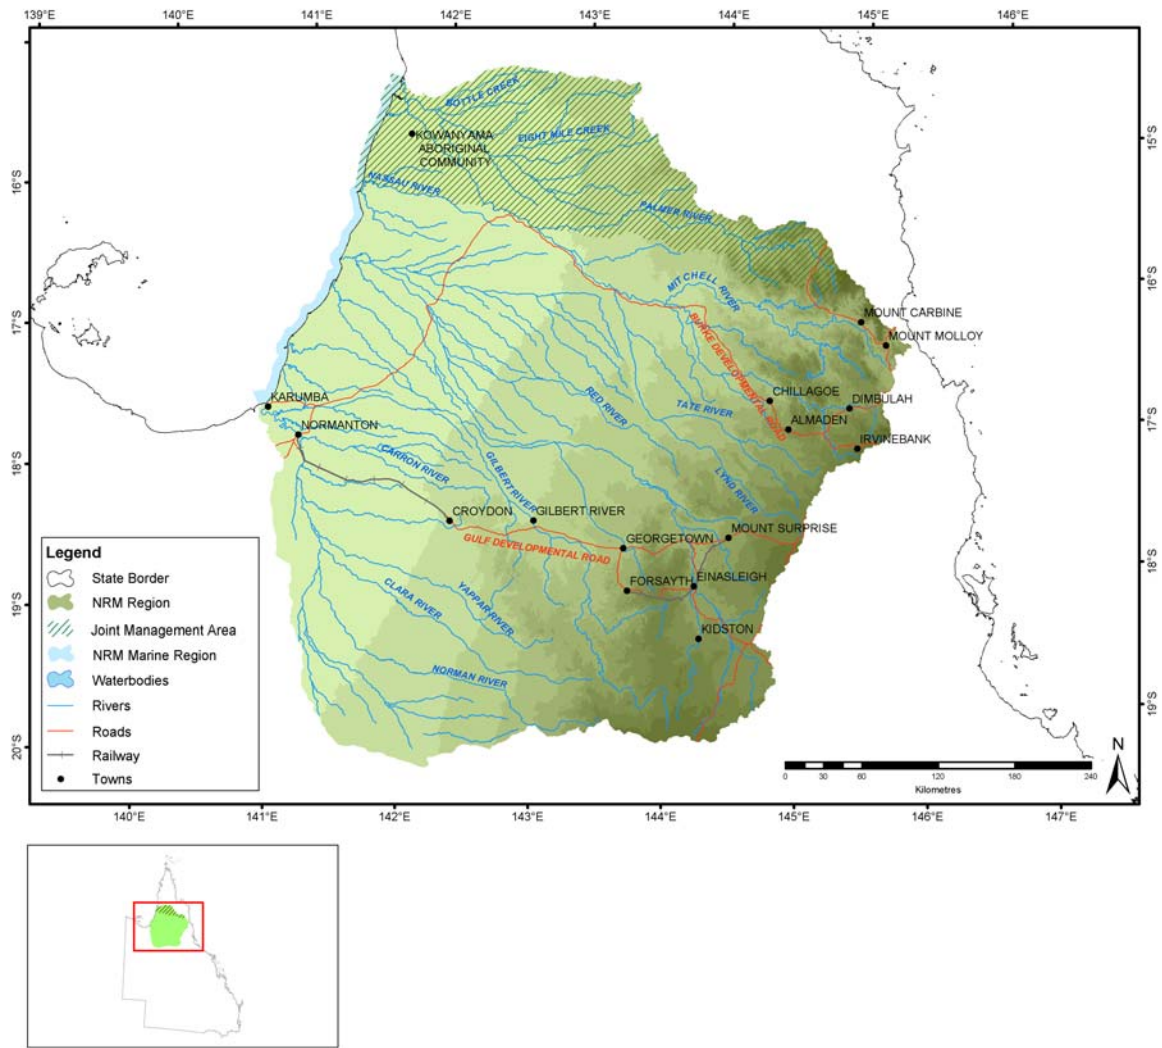 139°E
140°E
141°E
142°E
143°E
144°E
145°E
146°E
BOTTLE CREEK
KOWANYAMA
ABORIGINAL
COMMUNITY
EIGHT MILE CREEK
15°S
16°S
NASSAU RIVER
PALMER RIVER
MITCHELL RIVER
16°S
17°S
MOUNT CARBINE
MOUNT MOLLOY
BURKE DEVELOPMENTAL ROAD
KARUMBA
NORMANTON
RED RIVER
TATE RIVER
CHILLAGOE
DIMBULAH
ALMADEN
IRVINEBANK
17°S
18°S
CARRON RIVER
GILBERT RIVER
LYND RIVER
CROYDON
GILBERT RIVER
MOUNT SURPRISE
GULF DEVELOPMENTAL ROAD
GEORGETOWN
FORSAYTH
EINASLEIGH
18°S
19°S
CLARA RIVER
YAPPAR RIVER
KIDSTON
NORMAN RIVER
19°S
20°S
Legend
State Border
NRM Region
Joint Management Area
NRM Marine Region
Waterbodies
Rivers
Roads
Railway
Towns
N
0 30 60 120 180 240
Kilometres
140°E
141°E
142°E
143°E
144°E
145°E
146°E
147°E